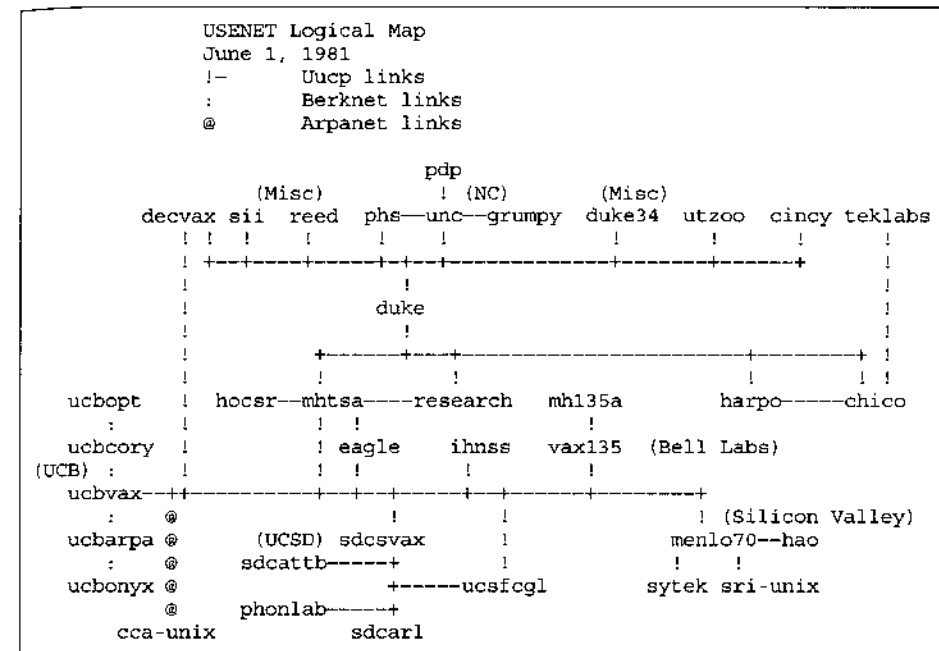 USENET Logical Map
June 1, 1981
!- Uucp links
: Berknet links
@ Arpanet links
pdp
(Misc) ! (NC) (Misc)
decvax sii reed phs--unc--grumpy duke34 utzoo cincy teklabs
! ! ! ! ! ! ! ! ! !
! +--+-----+------+-+--+--------------+--------+-------+ !
! ! !
! duke !
! ! !
! +-------+----+------------------------+---------+ !
! ! ! ! ! !
ucbopt ! hocsr--mhtsa----research mh135a harpo-----chico
: ! ! ! !
ucbcory ! ! eagle ihnss vax135 (Bell Labs)
(UCB) : ! ! ! ! !
ucbvax--++----------+--+--+-----+--+-------+---------+
: @ ! ! ! (Silicon Valley)
ucbarpa @ (UCSD) sdcsvax ! menlo70--hao
: @ sdcattb-----+ ! ! !
ucbonyx @ +-----ucsfcgl sytek sri-unix
@ phonlab-----+
cca-unix sdcarl